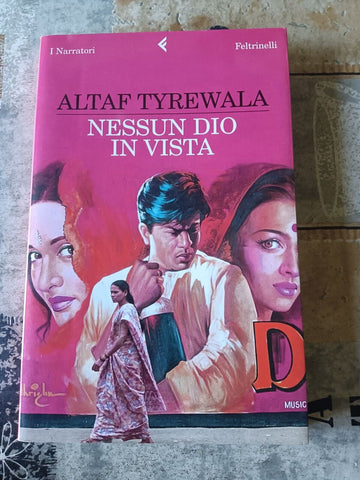 I Narratori
Feltrinelli
ALTAF TYREWALA
NESSUN DIO
IN VISTA
D
MUSIC